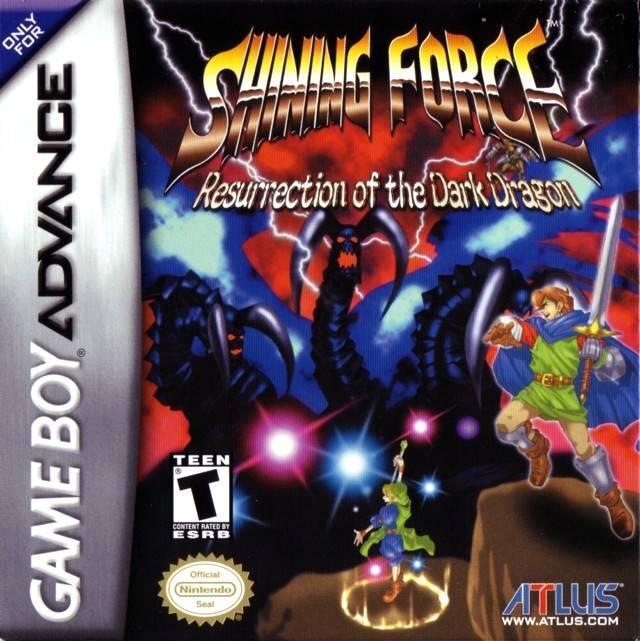 ONLY
FOR
GAME BOY ADVANCE
®
SHINING FORCE
™
Resurrection of the Dark Dragon
TEEN
T
®
CONTENT RATED BY
ESRB
Official
Nintendo
Seal
®
ATLUS®
WWW.ATLUS.COM